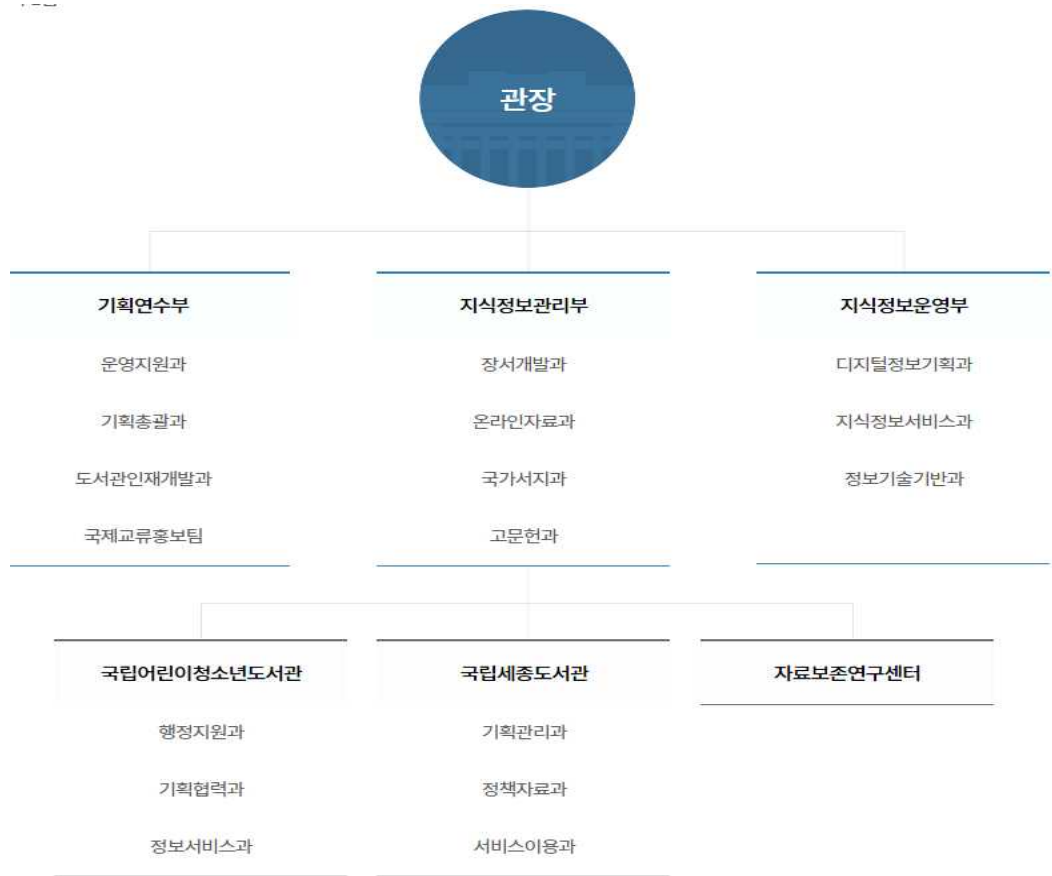 관장
기획연수부
운영지원과
기획총괄과
도서관인재개발과
국제교류홍보팀
지식정보관리부
장서개발과
온라인자료과
국가서지과
고문헌과
지식정보운영부
디지털정보기획과
지식정보서비스과
정보기술기반과
국립어린이청소년도서관
행정지원과
기획협력과
정보서비스과
국립세종도서관
기획관리과
정책자료과
서비스이용과
자료보존연구센터